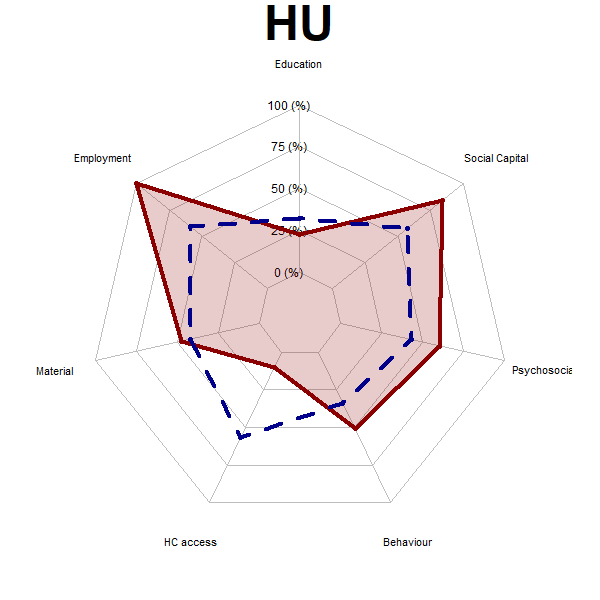 HU
Education
100 (%)
Employment
Social Capital
75 (%)
50 (%)
25 (%)
0 (%)
Material
Psychosocia
HC access
Behaviour